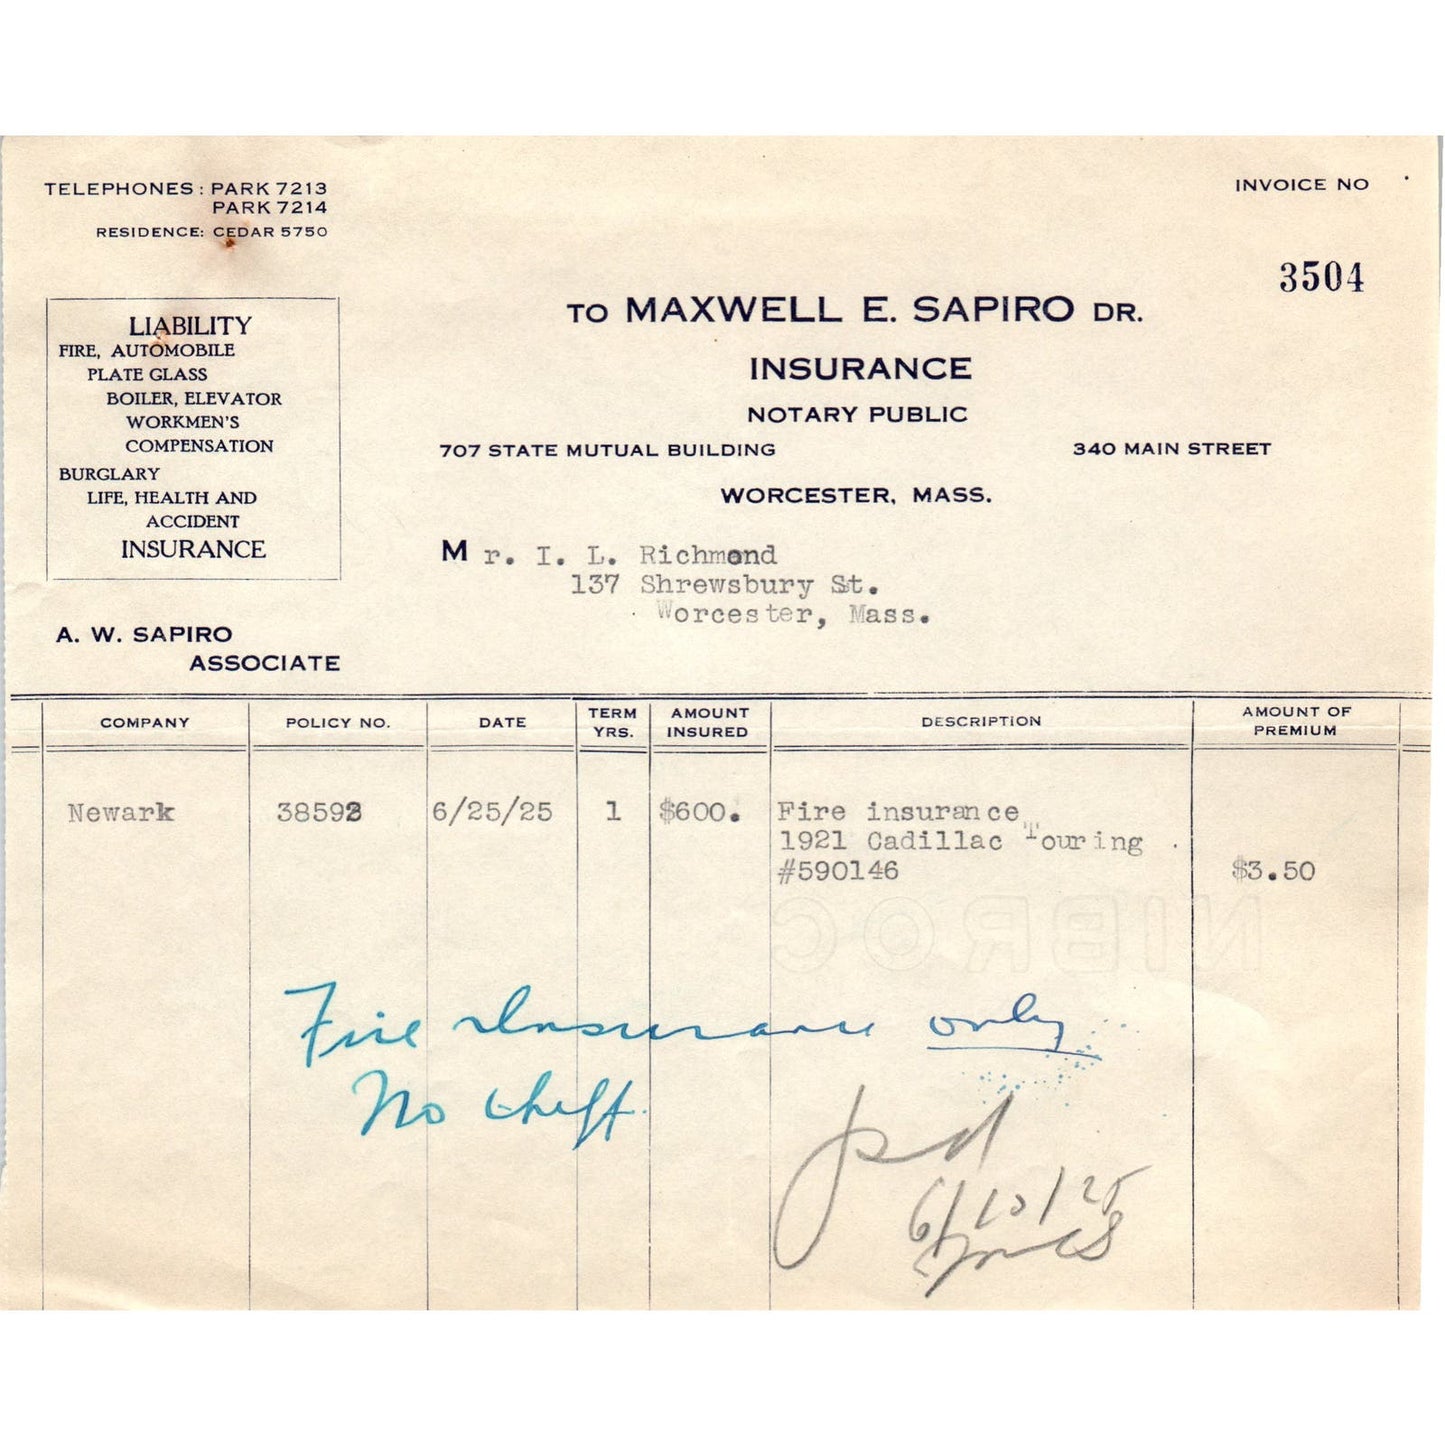 TELEPHONES: PARK 7213
PARK 7214
RESIDENCE: CEDAR 5750
INVOICE NO
3504
LIABILITY
FIRE, AUTOMOBILE
PLATE GLASS
BOILER, ELEVATOR
WORKMEN'S
COMPENSATION
BURGLARY
LIFE, HEALTH AND
ACCIDENT
INSURANCE
A. W. SAPIRO
ASSOCIATE
TO MAXWELL E. SAPIRO DR.
INSURANCE
NOTARY PUBLIC
707 STATE MUTUAL BUILDING 340 MAIN STREET
WORCESTER, MASS.
Mr. I. L. Richmond
137 Shrewsbury St.
Worcester, Mass.
COMPANY POLICY NO. DATE TERM YRS. AMOUNT INSURED DESCRIPTION AMOUNT OF PREMIUM
Newark 38592 6/25/25 1 $600. Fire insurance
1921 Cadillac Touring
#590146 $3.50
NIBROC
Fire Insurance only
No theft.
pd